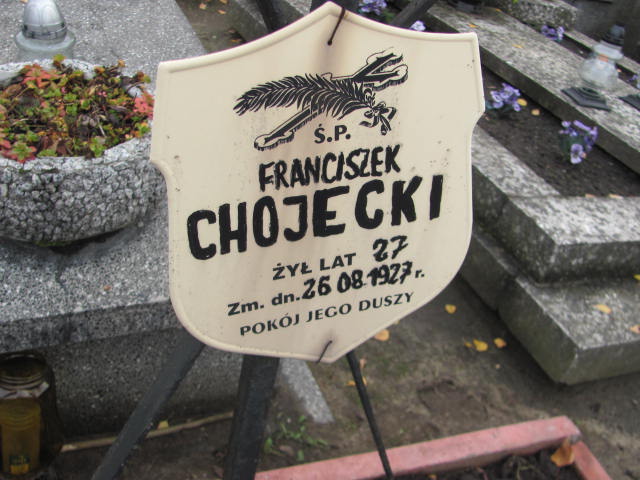 Ś.P.
FRANCISZEK
CHOJECKI
ŻYŁ LAT 27
Zm. dn. 26 08.1927 r.
POKÓJ JEGO DUSZY